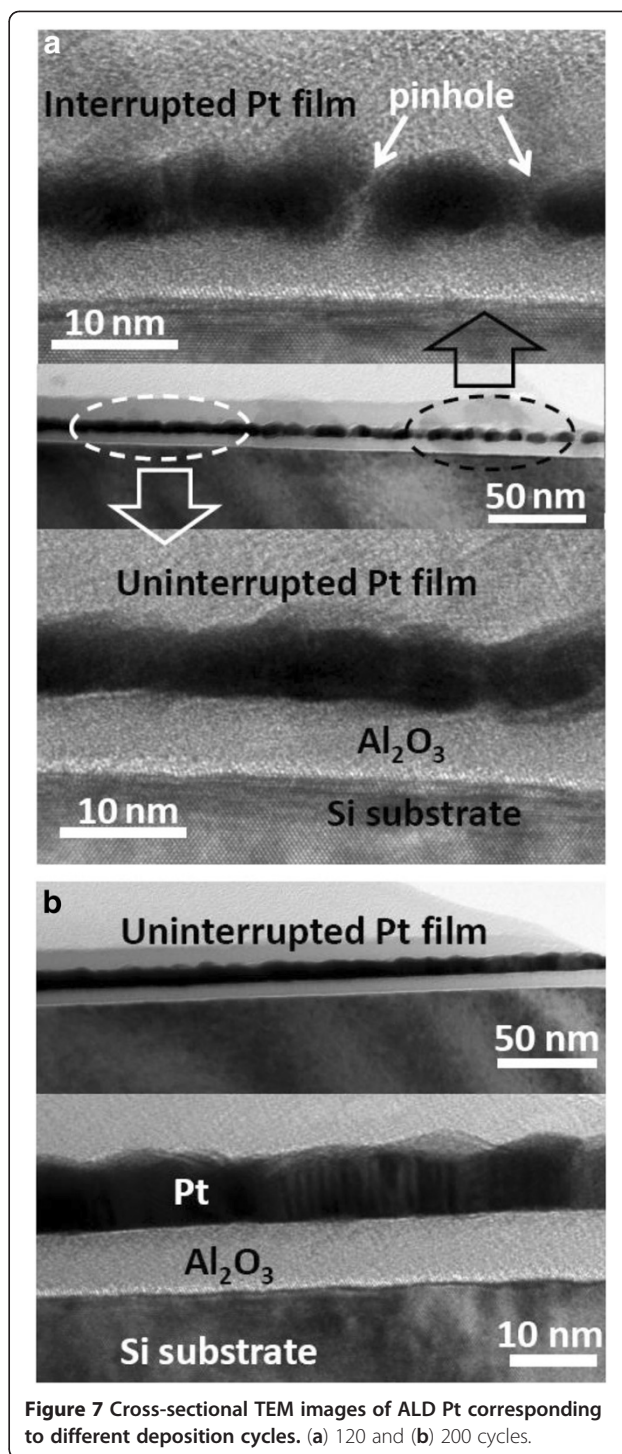 a
Interrupted Pt film
pinhole
10 nm
50 nm
Uninterrupted Pt film
Al₂O₃
10 nm
Si substrate
b
Uninterrupted Pt film
50 nm
Pt
Al₂O₃
Si substrate
10 nm
Figure 7 Cross-sectional TEM images of ALD Pt corresponding
to different deposition cycles. (a) 120 and (b) 200 cycles.